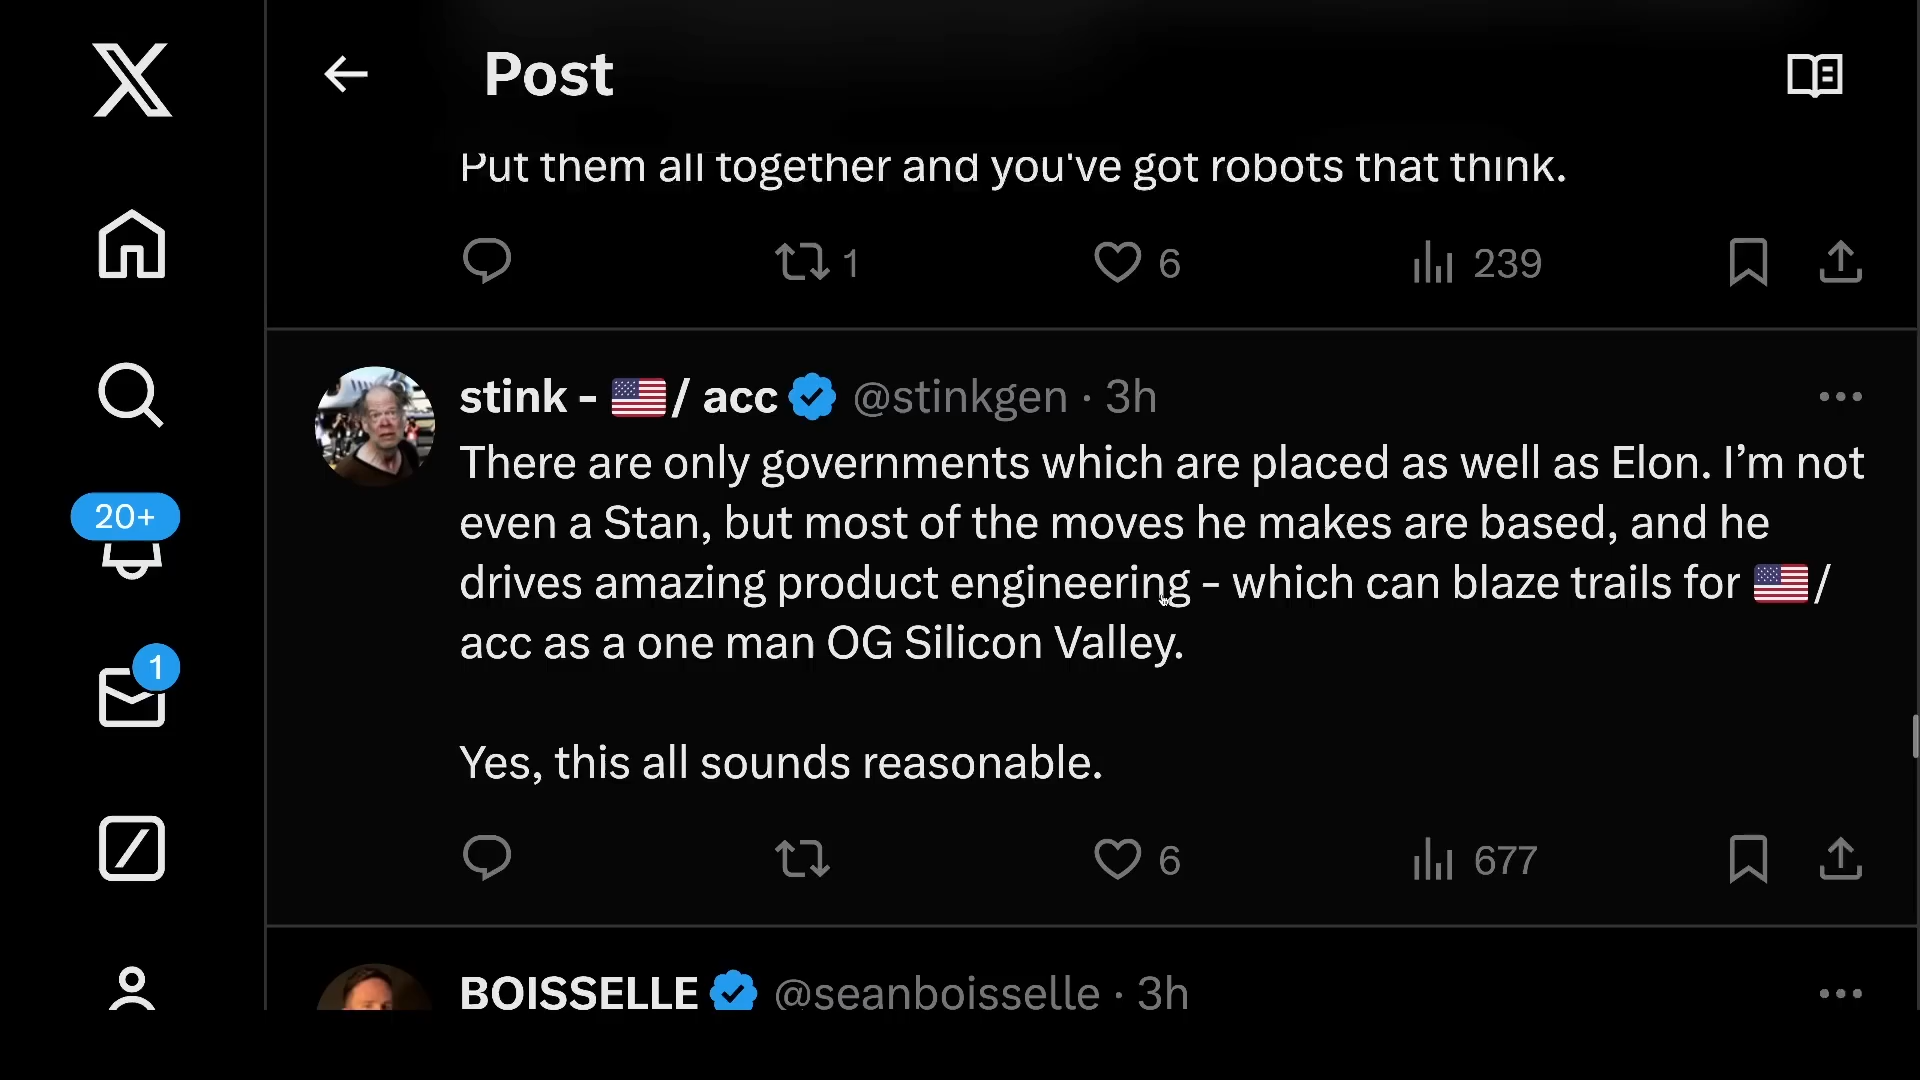 Post
Put them all together and you've got robots that think.
1 6 239
stink - 🇺🇸/ acc @stinkgen · 3h
There are only governments which are placed as well as Elon. I’m not
even a Stan, but most of the moves he makes are based, and he
drives amazing product engineering - which can blaze trails for 🇺🇸/
acc as a one man OG Silicon Valley.
Yes, this all sounds reasonable.
6 677
BOISSELLE @seanboisselle · 3h
20+
1